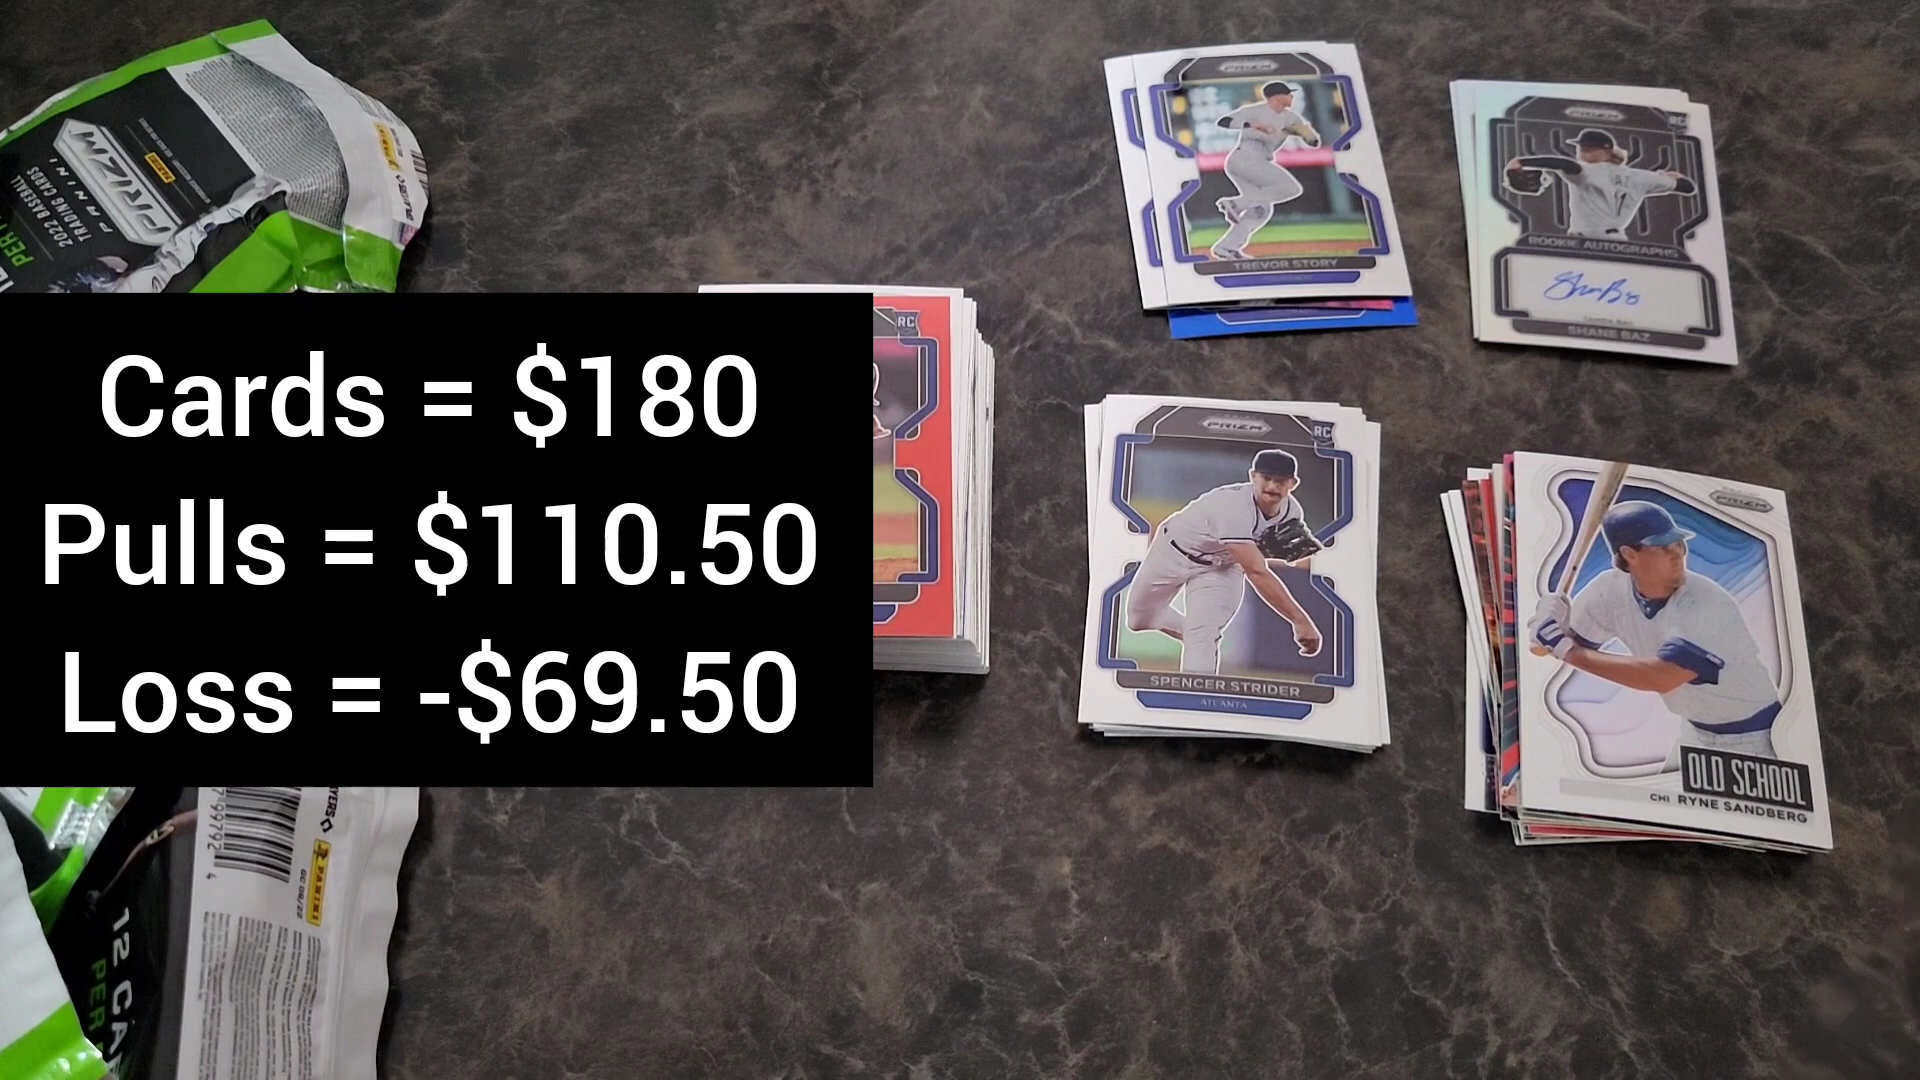 PRIZM
PANINI
2022 BASEBALL
TRADING CARDS
PER
Cards = $180
Pulls = $110.50
Loss = -$69.50
RC
PRIZM
TREVOR STORY
PRIZM
RC
ROOKIE AUTOGRAPHS
SHANE BAZ
PRIZM
RC
SPENCER STRIDER
ATLANTA
PRIZM
OLD SCHOOL
CHI RYNE SANDBERG
PANINI
12 CA
PER